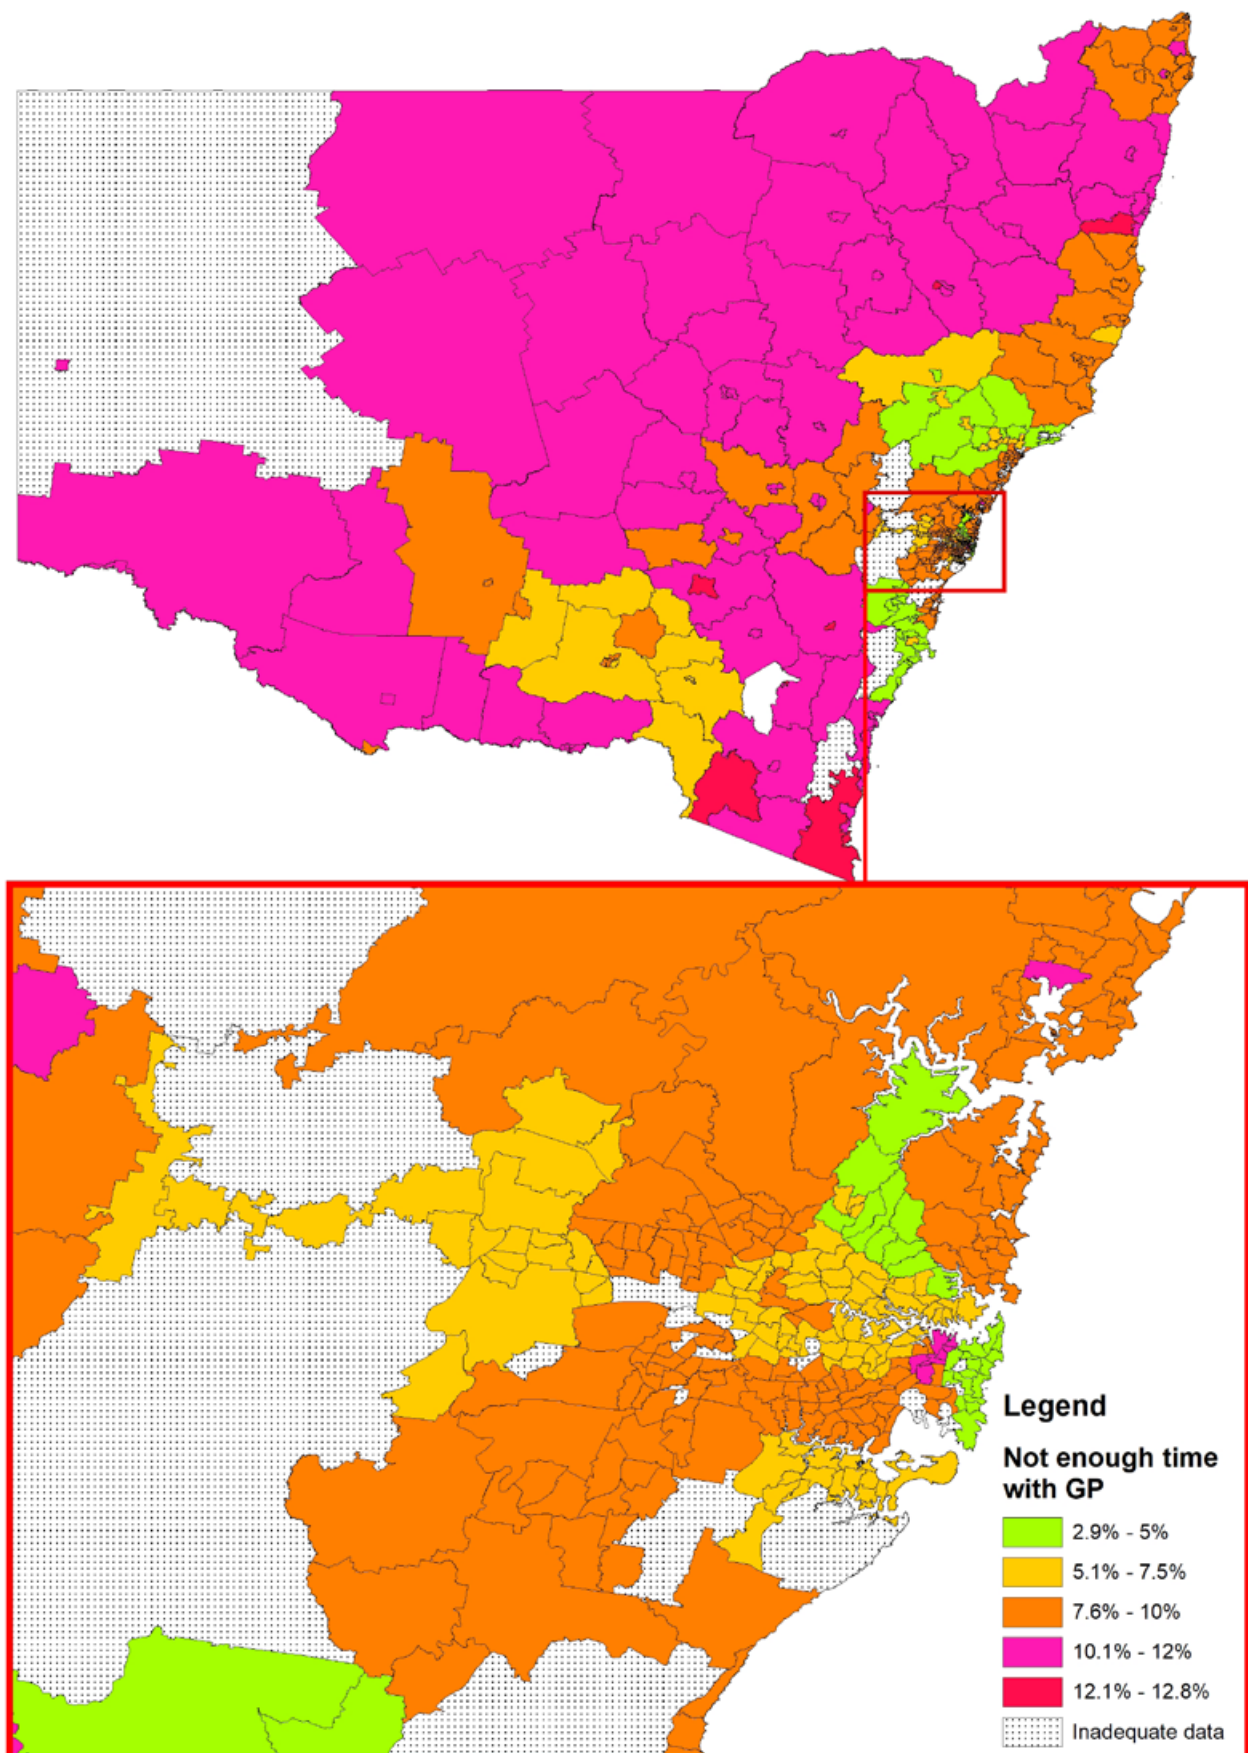 Legend
Not enough time
with GP
2.9% - 5%
5.1% - 7.5%
7.6% - 10%
10.1% - 12%
12.1% - 12.8%
Inadequate data